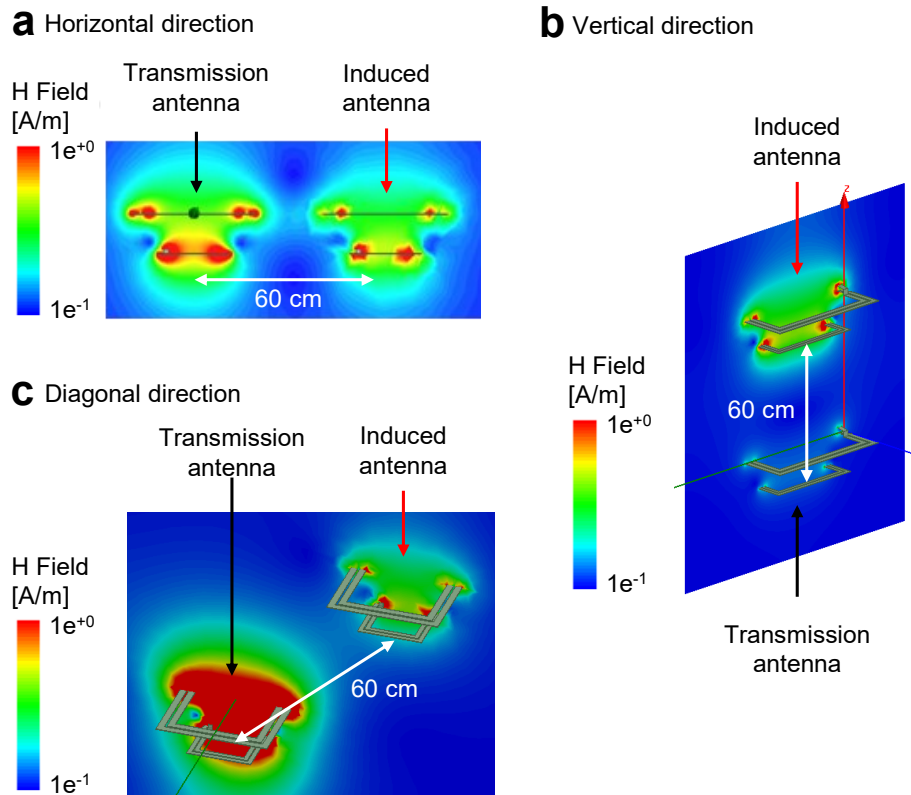 a Horizontal direction
Transmission
antenna
Induced
antenna
H Field
[A/m]
1e⁺⁰
1e⁻¹
60 cm
b Vertical direction
Induced
antenna
z
H Field
[A/m]
1e⁺⁰
1e⁻¹
60 cm
Transmission
antenna
c Diagonal direction
Transmission
antenna
Induced
antenna
H Field
[A/m]
1e⁺⁰
1e⁻¹
60 cm